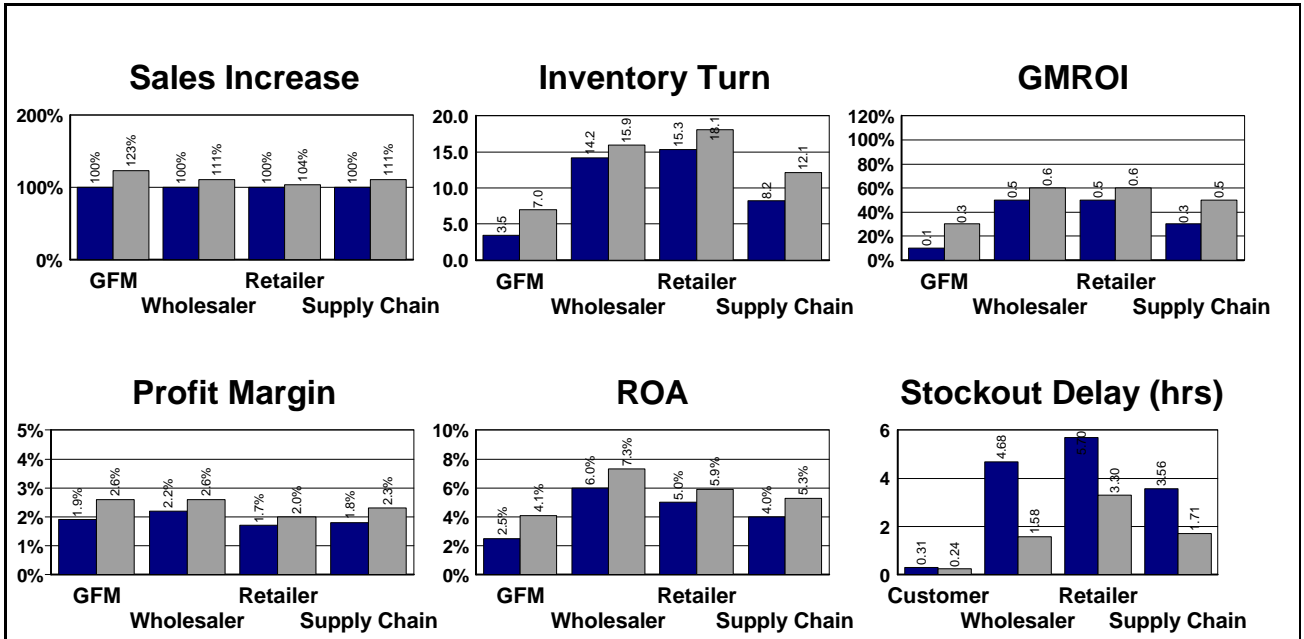 Sales Increase
200%
100%
0%
100%
123%
100%
111%
100%
104%
100%
111%
GFM
Retailer
Wholesaler
Supply Chain
Inventory Turn
20.0
15.0
10.0
5.0
0.0
3.5
7.0
14.2
15.9
15.3
18.1
8.2
12.1
GFM
Retailer
Wholesaler
Supply Chain
GMROI
120%
100%
80%
60%
40%
20%
0%
0.1
0.3
0.5
0.6
0.5
0.6
0.3
0.5
GFM
Retailer
Wholesaler
Supply Chain
Profit Margin
5%
4%
3%
2%
1%
0%
1.9%
2.6%
2.2%
2.6%
1.7%
2.0%
1.8%
2.3%
GFM
Retailer
Wholesaler
Supply Chain
ROA
10%
8%
6%
4%
2%
0%
2.5%
4.1%
6.0%
7.3%
5.0%
5.9%
4.0%
5.3%
GFM
Retailer
Wholesaler
Supply Chain
Stockout Delay (hrs)
6
4
2
0
0.31
0.24
4.68
1.58
5.70
3.30
3.56
1.71
Customer
Retailer
Wholesaler
Supply Chain